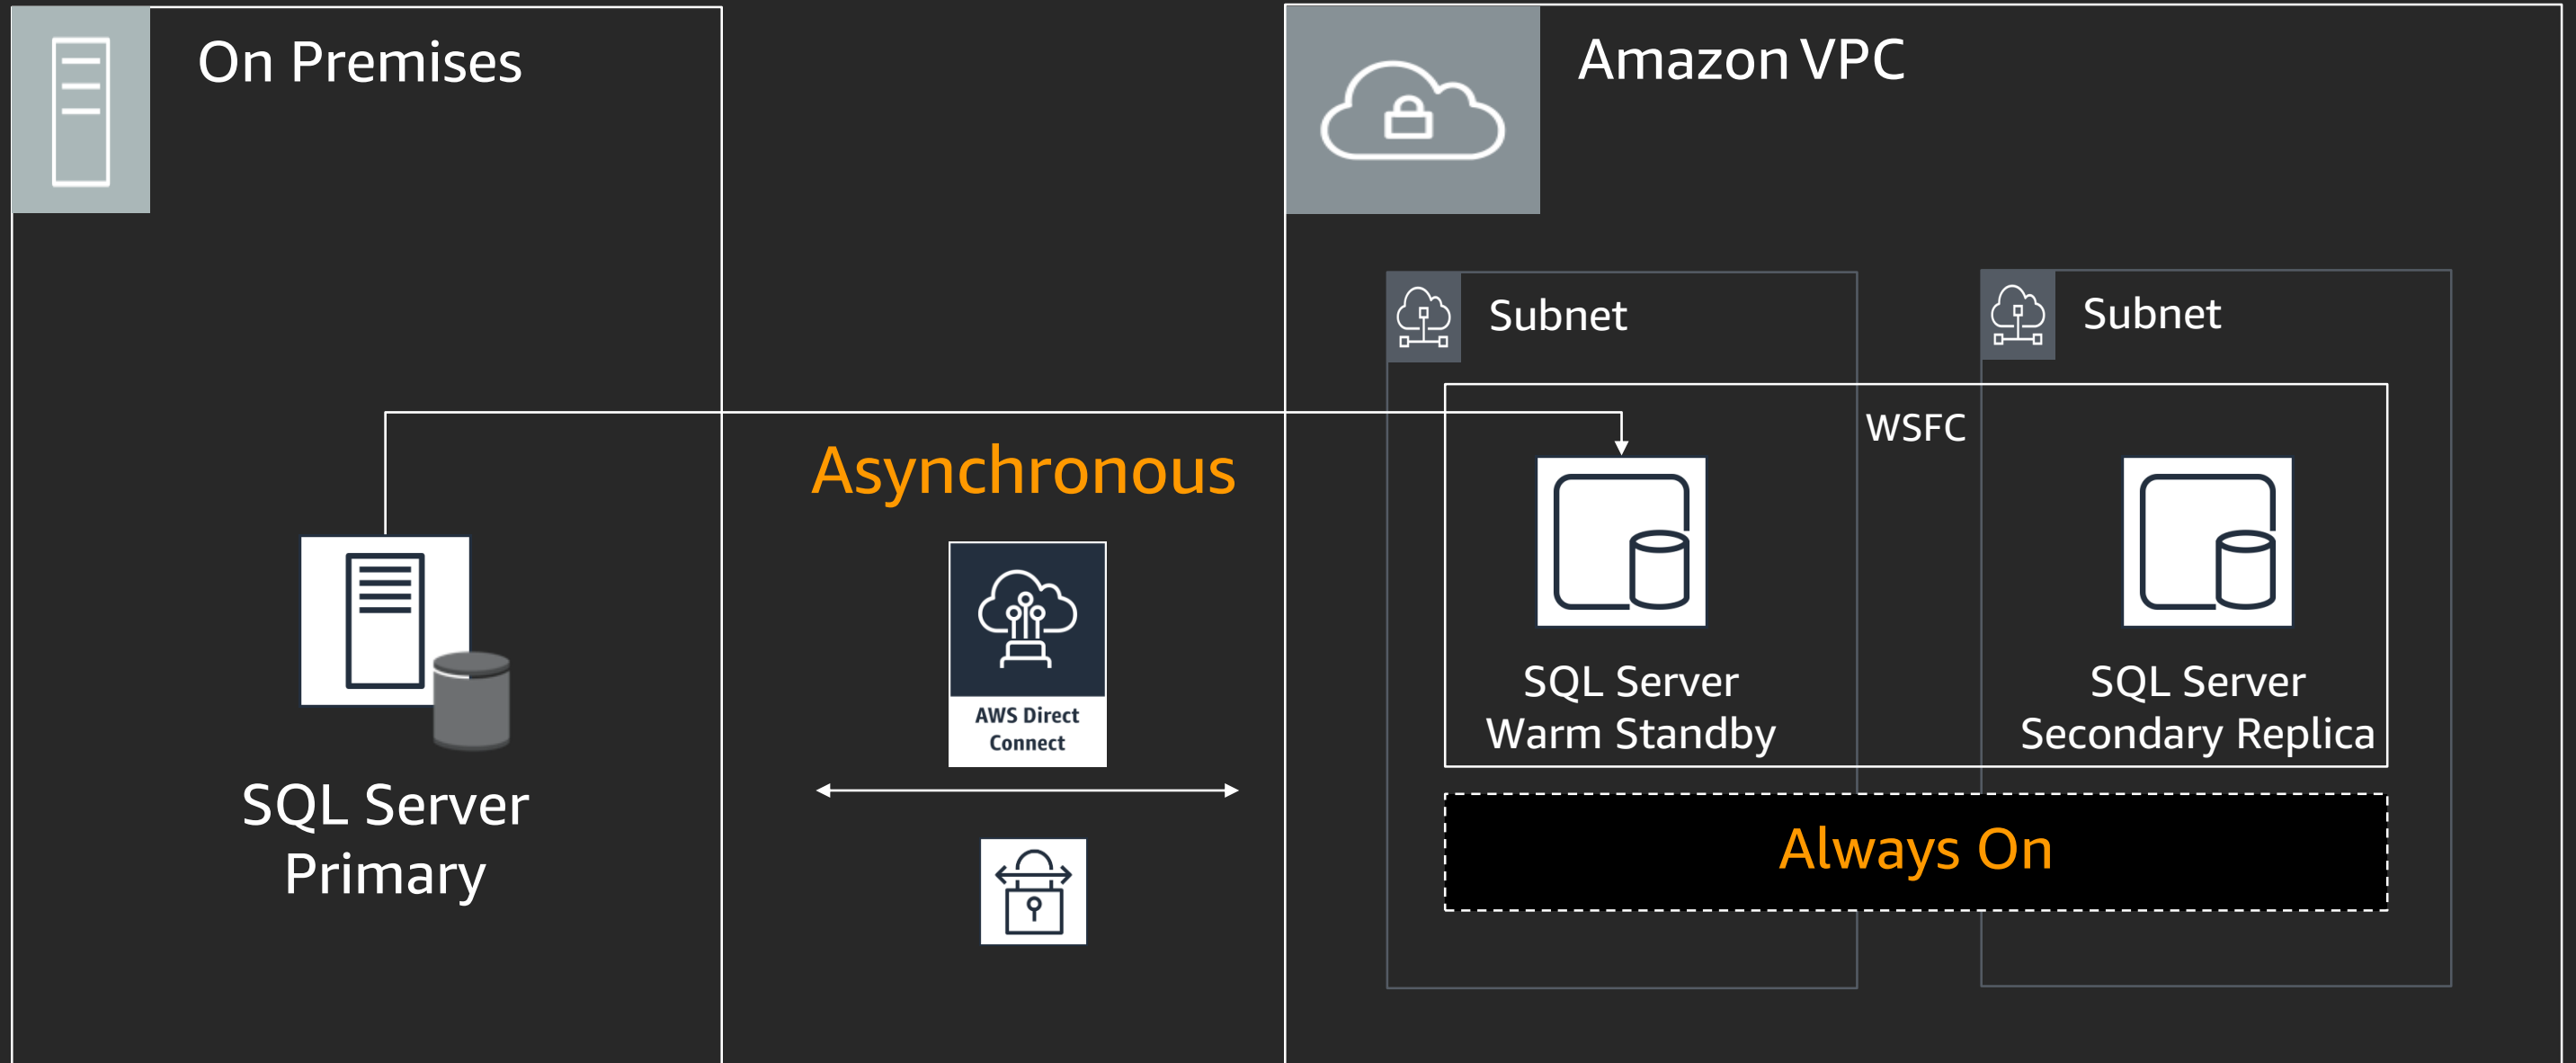 On Premises
Amazon VPC
Subnet
Subnet
WSFC
Asynchronous
AWS Direct
Connect
SQL Server
Primary
SQL Server
Warm Standby
SQL Server
Secondary Replica
Always On